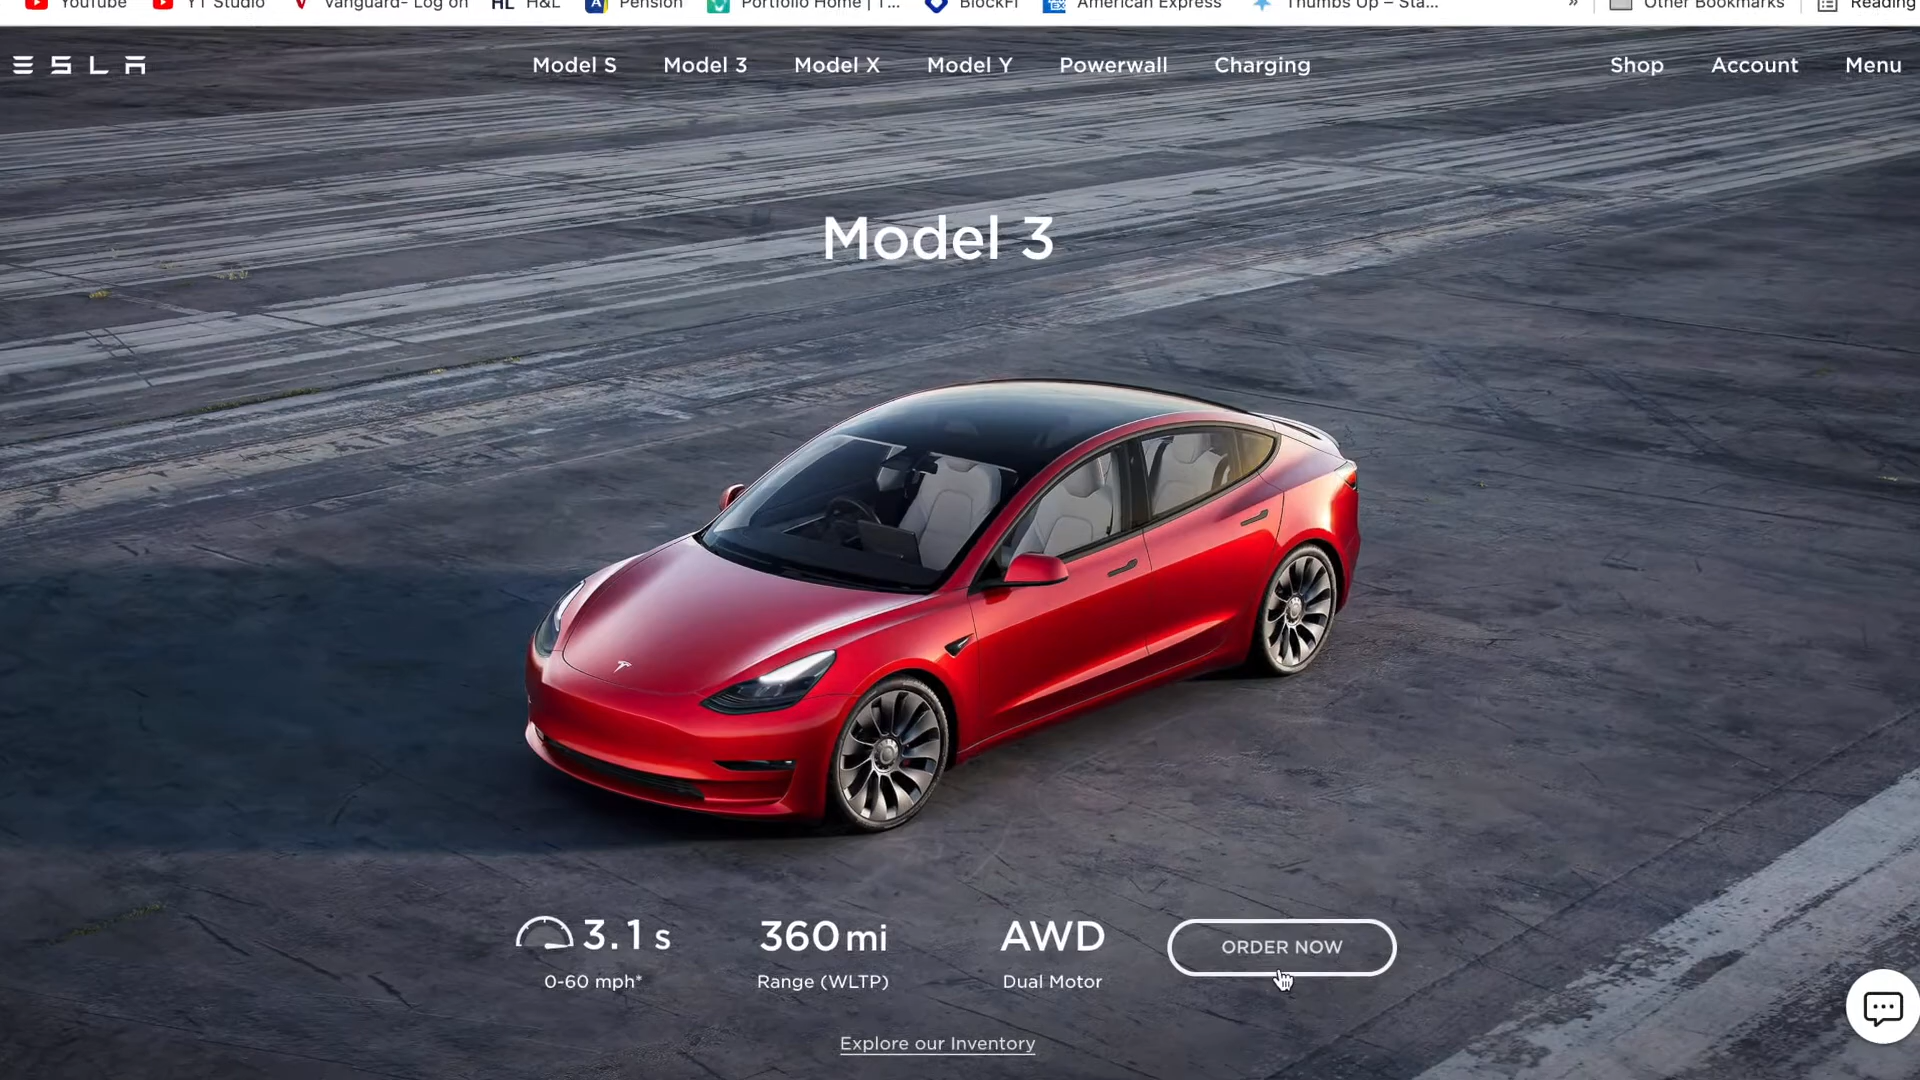 YouTube YT Studio Vanguard- Log on HL H&L Pension Portfolio Home | T... BlockFi American Express Thumbs Up – Sta... » Other Bookmarks Reading
ESLA Model S Model 3 Model X Model Y Powerwall Charging Shop Account Menu
Model 3
3.1 s 360 mi AWD ORDER NOW
0-60 mph* Range (WLTP) Dual Motor
Explore our Inventory